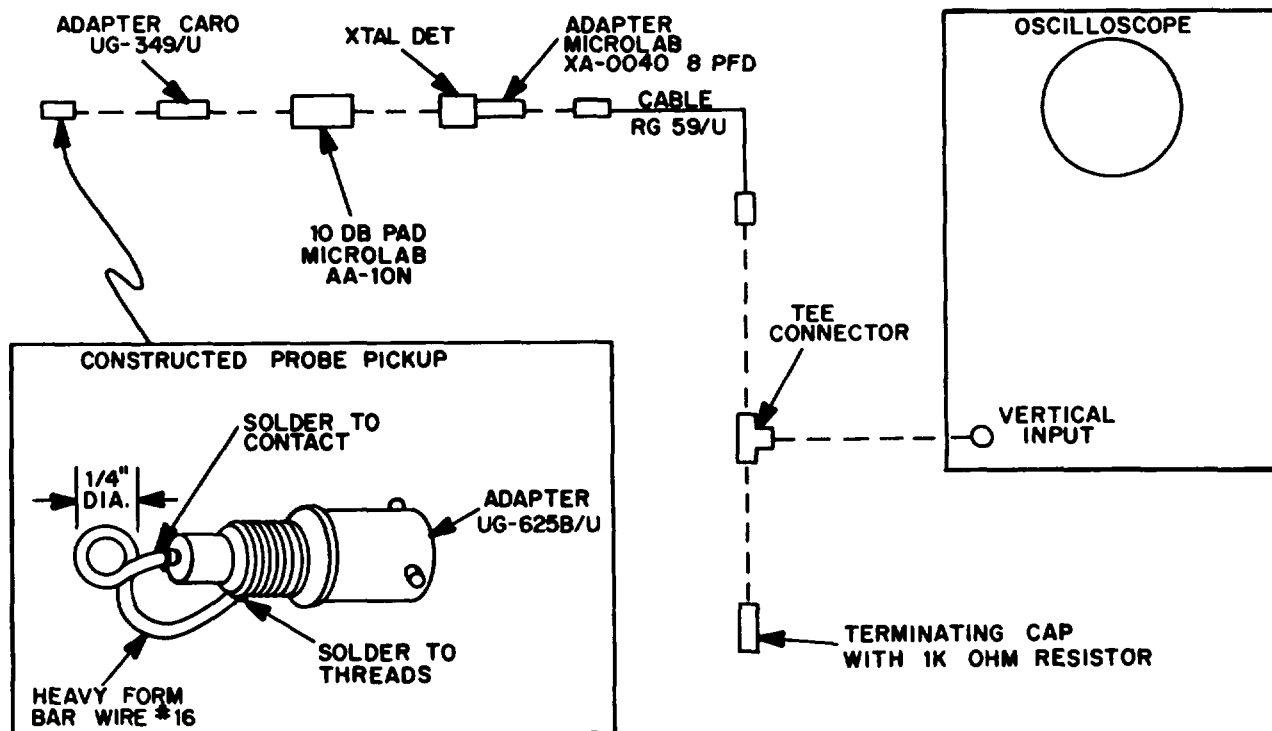 ADAPTER CARO
UG-349/U
XTAL DET
ADAPTER
MICROLAB
XA-0040 8 PFD
CABLE
RG 59/U
OSCILLOSCOPE
10 DB PAD
MICROLAB
AA-10N
TEE
CONNECTOR
VERTICAL
INPUT
TERMINATING CAP
WITH 1K OHM RESISTOR
CONSTRUCTED PROBE PICKUP
SOLDER TO
CONTACT
1/4"
DIA.
ADAPTER
UG-625B/U
SOLDER TO
THREADS
HEAVY FORM
BAR WIRE #16